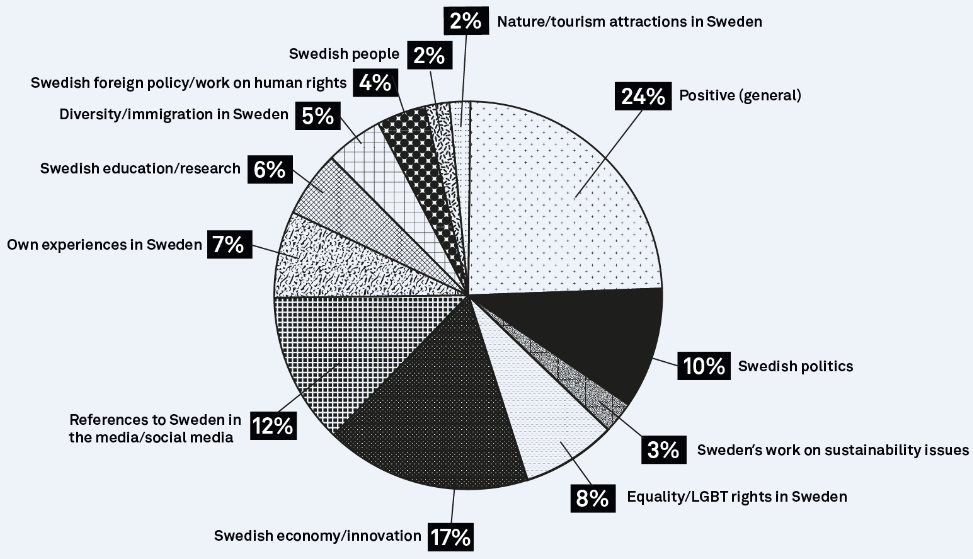 2% Nature/tourism attractions in Sweden
Swedish people 2%
Swedish foreign policy/work on human rights 4%
24% Positive (general)
Diversity/immigration in Sweden 5%
Swedish education/research 6%
Own experiences in Sweden 7%
10% Swedish politics
References to Sweden in
the media/social media 12%
3% Sweden's work on sustainability issues
8% Equality/LGBT rights in Sweden
Swedish economy/innovation 17%